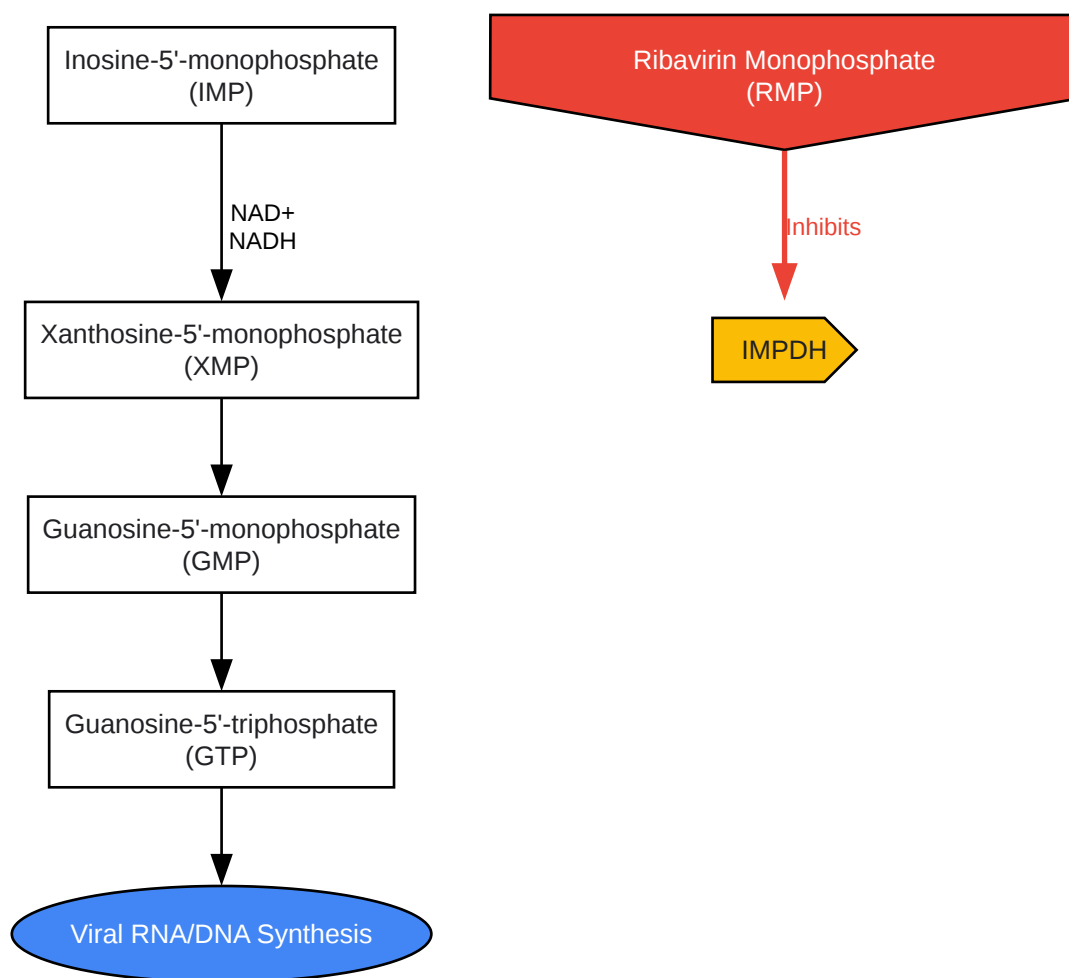 Inosine-5'-monophosphate
(IMP)
Ribavirin Monophosphate
(RMP)
NAD+
NADH
Inhibits
Xanthosine-5'-monophosphate
(XMP)
IMPDH
Guanosine-5'-monophosphate
(GMP)
Guanosine-5'-triphosphate
(GTP)
Viral RNA/DNA Synthesis